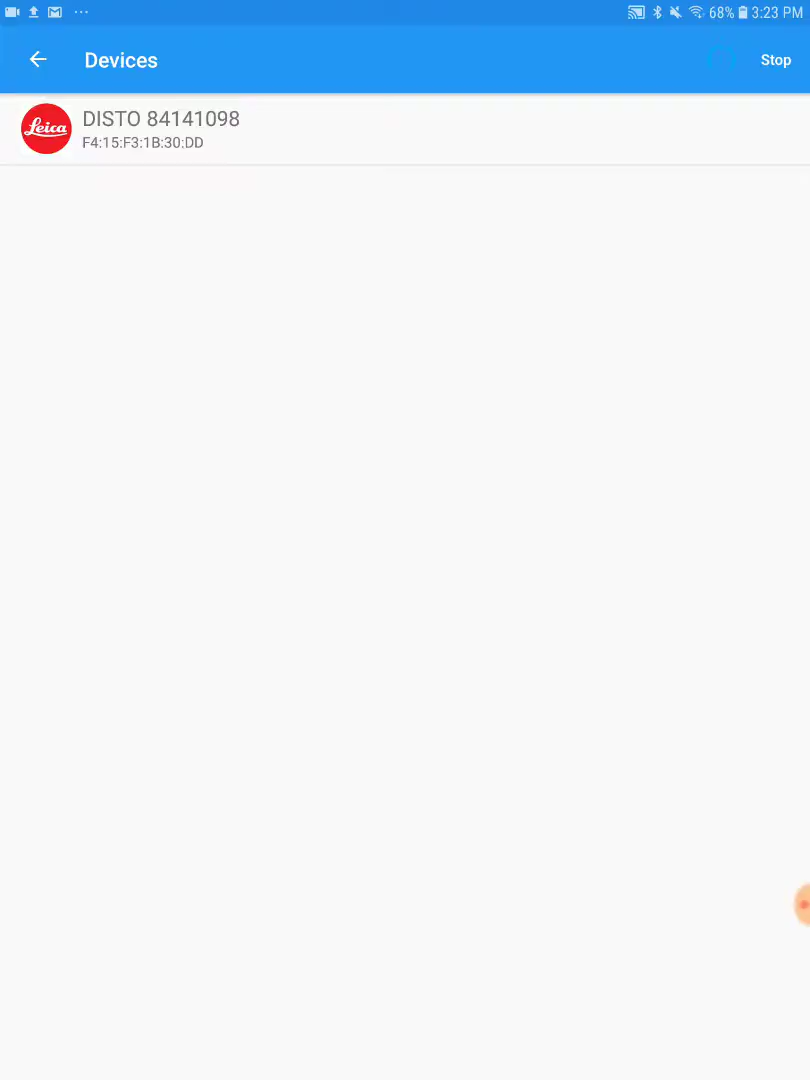 68% 3:23 PM
Devices
Stop
Leica
DISTO 84141098
F4:15:F3:1B:30:DD